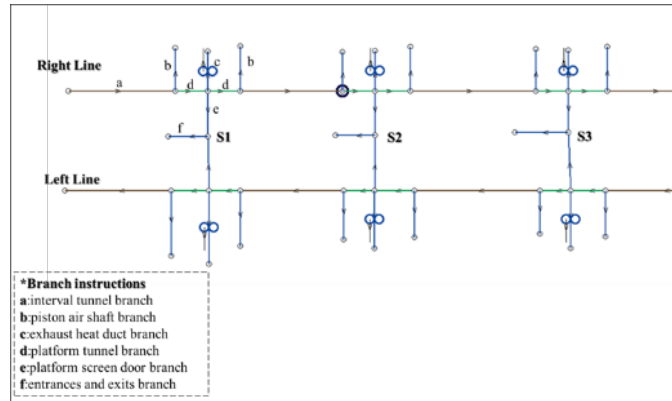 b c b
Right Line
a d d
e
f S1 S2 S3
Left Line
*Branch instructions
a:interval tunnel branch
b:piston air shaft branch
c:exhaust heat duct branch
d:platform tunnel branch
e:platform screen door branch
f:entrances and exits branch